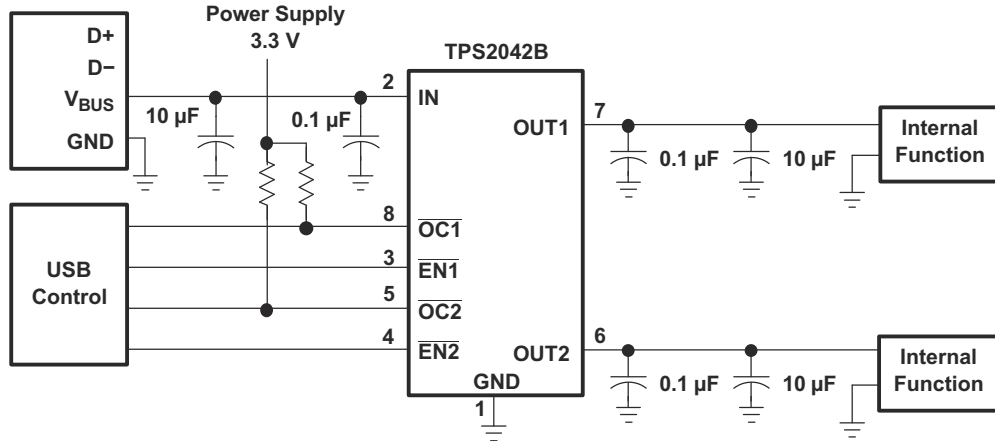 Power Supply
3.3 V
D+
D−
VBUS
GND
10 µF
0.1 µF
TPS2042B
2
IN
OUT1
7
0.1 µF
10 µF
Internal
Function
USB
Control
8
OC1
3
EN1
5
OC2
4
EN2
OUT2
6
GND
1
0.1 µF
10 µF
Internal
Function